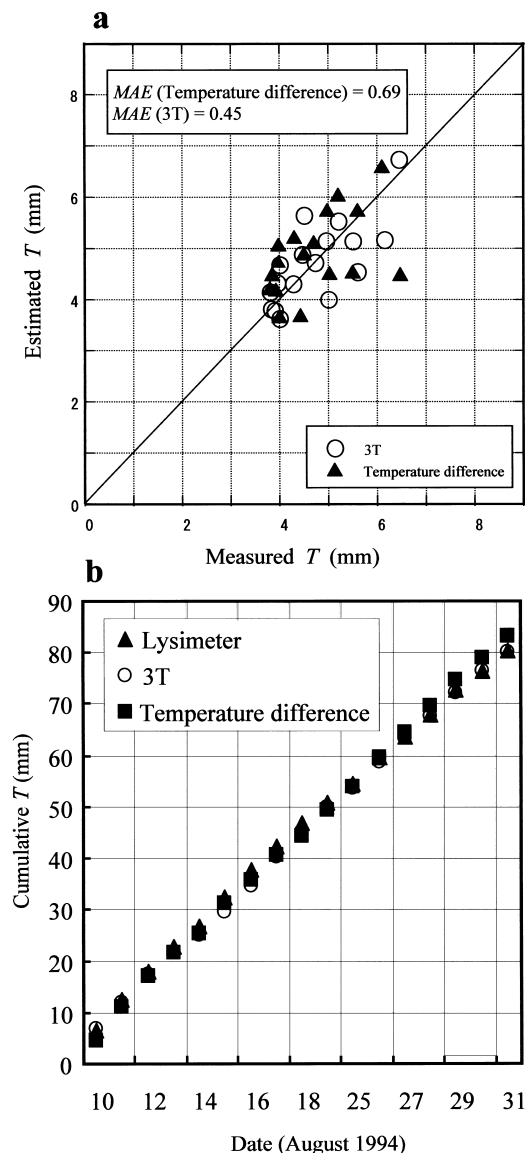 a
MAE (Temperature difference) = 0.69
MAE (3T) = 0.45
8
6
4
2
0
Estimated T (mm)
3T
Temperature difference
0 2 4 6 8
Measured T (mm)
b
90
80
70
60
50
40
30
20
10
0
Cumulative T (mm)
Lysimeter
3T
Temperature difference
10 12 14 16 18 25 27 29 31
Date (August 1994)